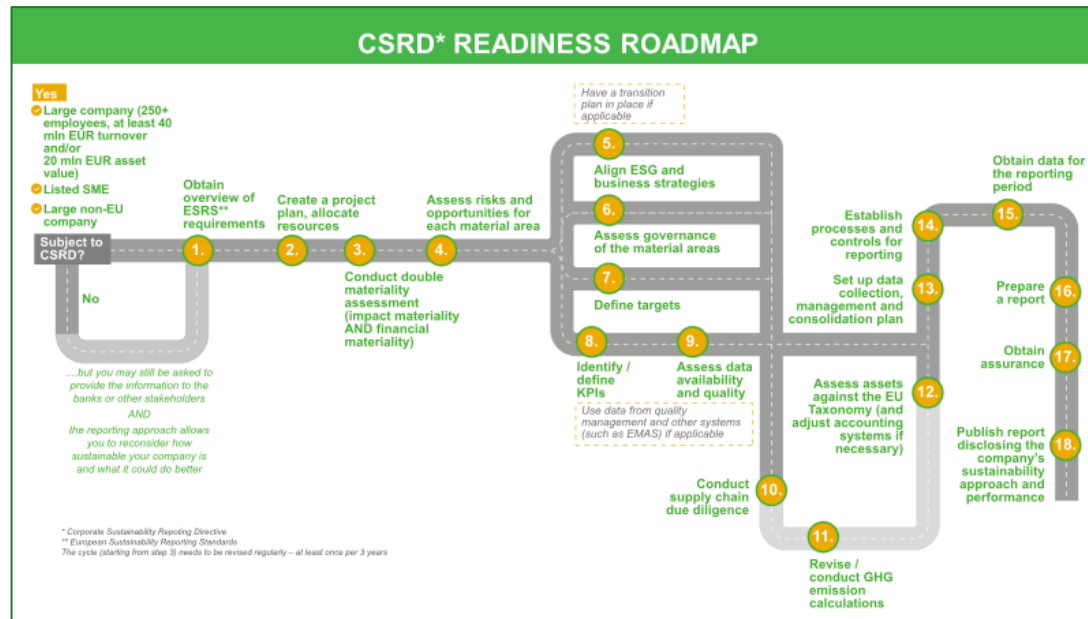 CSRD* READINESS ROADMAP
Yes
Large company (250+
employees, at least 40
mln EUR turnover
and/or
20 mln EUR asset
value)
Listed SME
Large non-EU
company
Subject to
CSRD?
No
....but you may still be asked to
provide the information to the
banks or other stakeholders
AND
the reporting approach allows
you to reconsider how
sustainable your company is
and what it could do better
Obtain
overview of
ESRS**
requirements
1.
Create a project
plan, allocate
resources
2.
3.
Conduct double
materiality
assessment
(impact materiality
AND financial
materiality)
Assess risks and
opportunities for
each material area
4.
Have a transition
plan in place if
applicable
5.
Align ESG and
business strategies
6.
Assess governance
of the material areas
7.
Define targets
8.
Identify /
define
KPIs
9.
Assess data
availability
and quality
Use data from quality
management and other systems
(such as EMAS) if applicable
Conduct
supply chain
due diligence
10.
11.
Revise /
conduct GHG
emission
calculations
Assess assets
against the EU
Taxonomy (and
adjust accounting
systems if
necessary)
12.
Set up data
collection,
management and
consolidation plan
13.
Establish
processes and
controls for
reporting
14.
Obtain data for
the reporting
period
15.
Prepare
a report
16.
Obtain
assurance
17.
Publish report
disclosing the
company's
sustainability
approach and
performance
18.
* Corporate Sustainability Repoting Directive
** European Sustainability Reporting Standards
The cycle (starting from step 3) needs to be revised regularly – at least once per 3 years